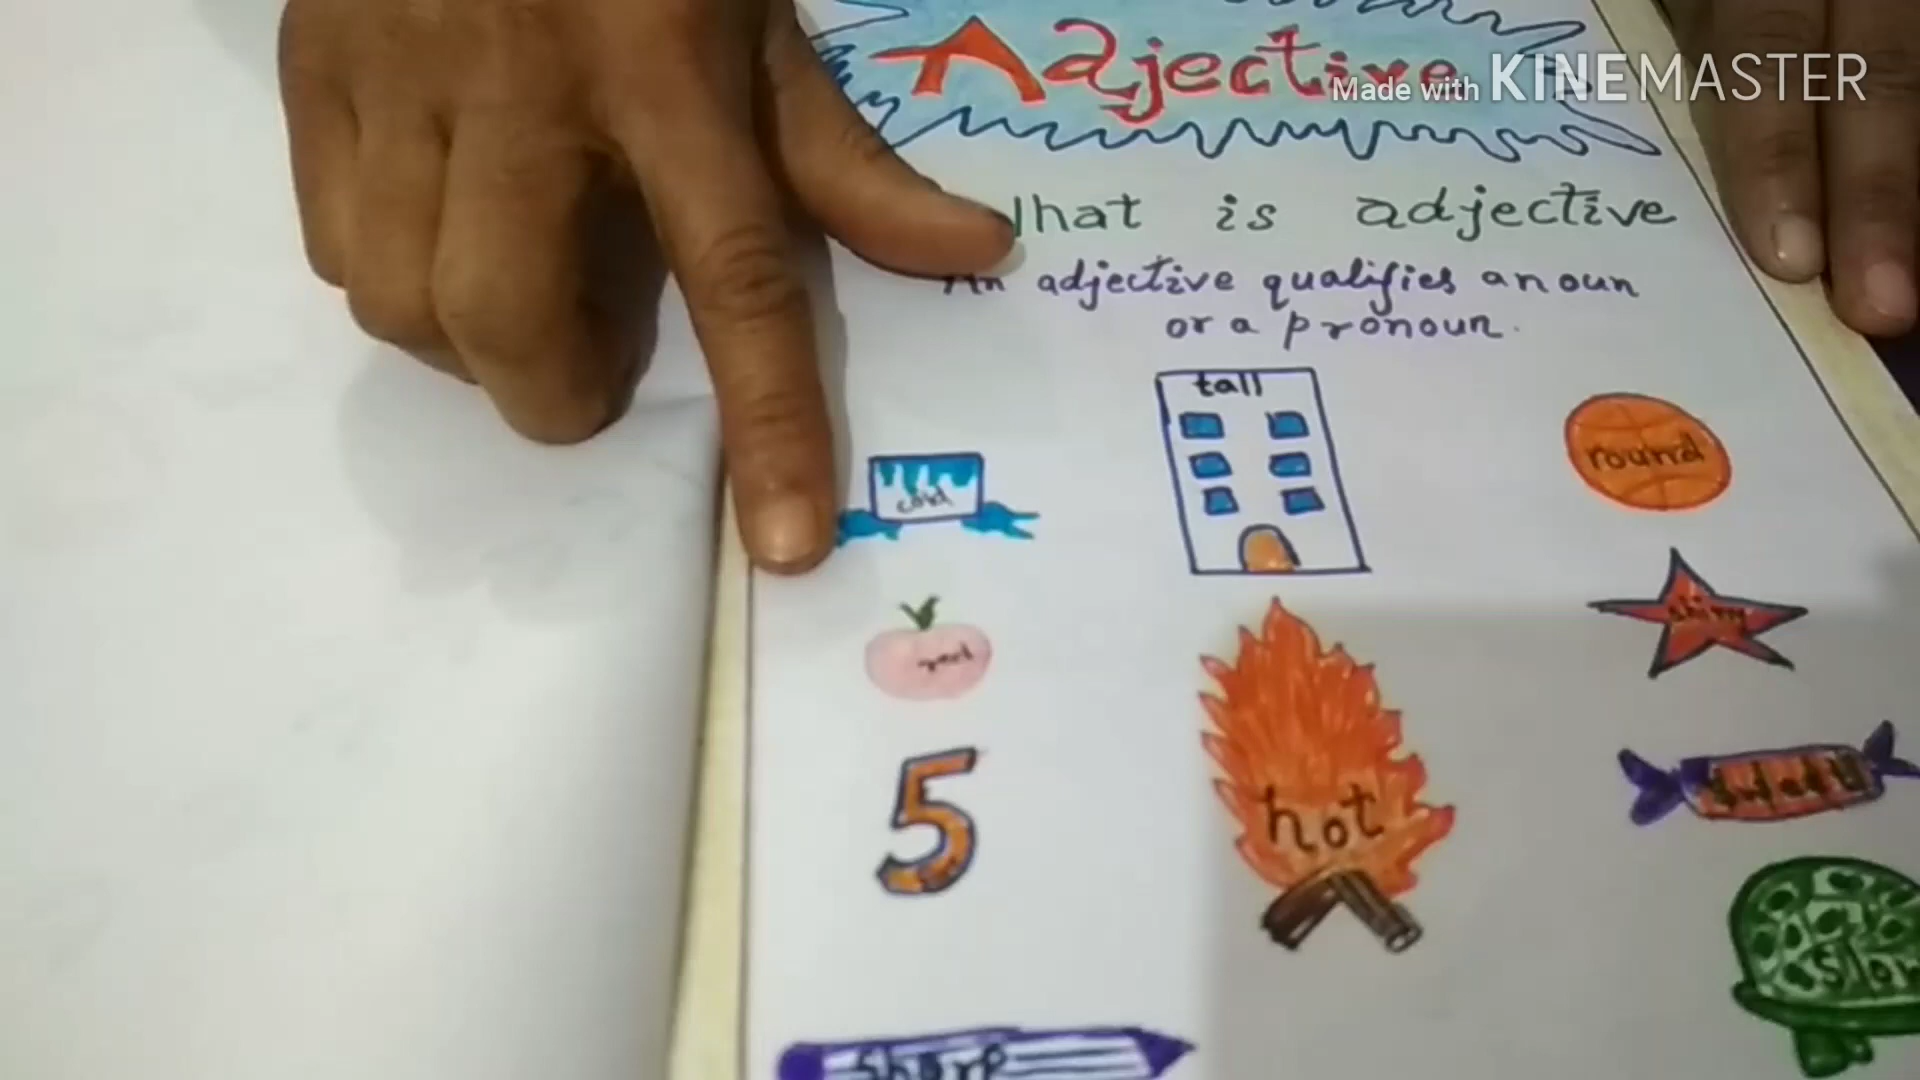 Adjective
Made with KINEMASTER
What is adjective
An adjective qualifies a noun
or a pronoun.
tall
round
cold
shiny
red
5
hot
sweet
slow
Sharp